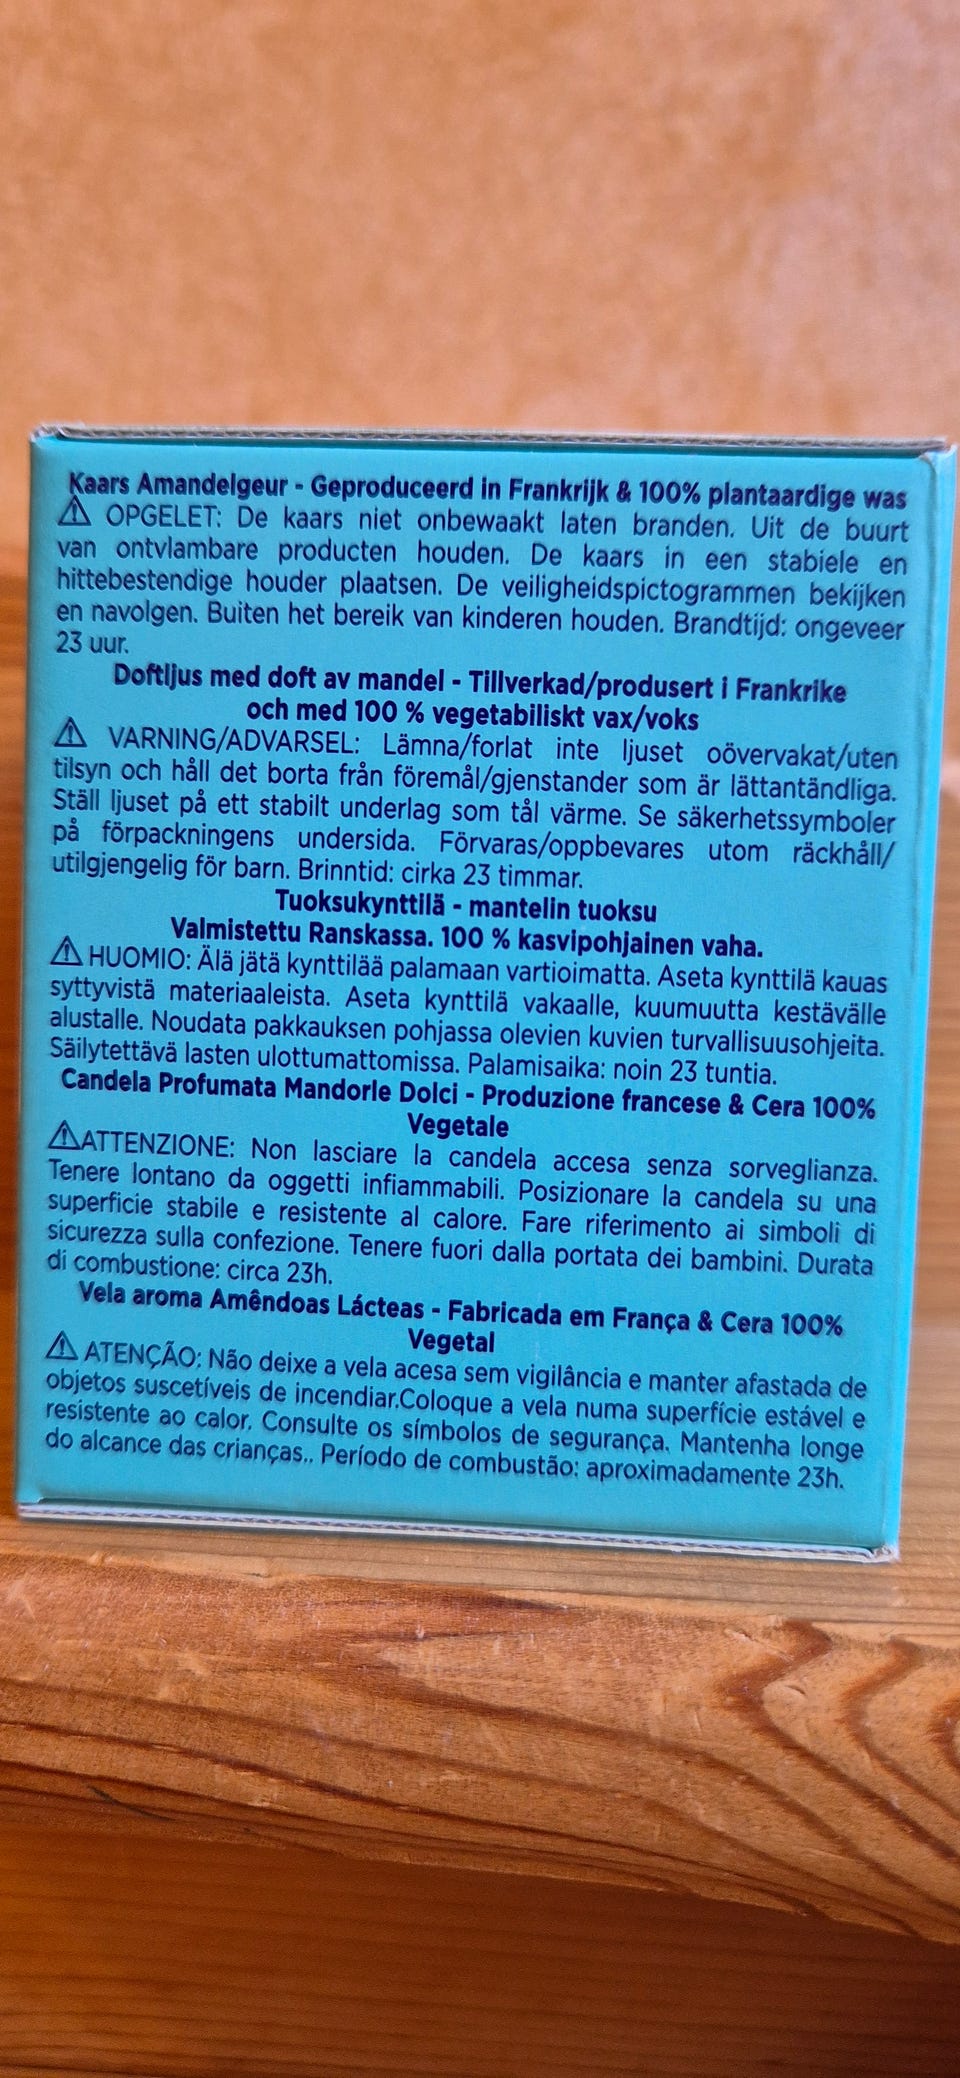 Kaars Amandelgeur - Geproduceerd in Frankrijk & 100% plantaardige was
⚠ OPGELET: De kaars niet onbewaakt laten branden. Uit de buurt
van ontvlambare producten houden. De kaars in een stabiele en
hittebestendige houder plaatsen. De veiligheidspictogrammen bekijken
en navolgen. Buiten het bereik van kinderen houden. Brandtijd: ongeveer
23 uur.
Doftljus med doft av mandel - Tillverkad/produsert i Frankrike
och med 100 % vegetabiliskt vax/voks
⚠ VARNING/ADVARSEL: Lämna/forlat inte ljuset oövervakat/uten
tilsyn och håll det borta från föremål/gjenstander som är lättantändliga.
Ställ ljuset på ett stabilt underlag som tål värme. Se säkerhetssymboler
på förpackningens undersida. Förvaras/oppbevares utom räckhåll/
utilgjengelig för barn. Brinntid: cirka 23 timmar.
Tuoksukynttilä - mantelin tuoksu
Valmistettu Ranskassa. 100 % kasvipohjainen vaha.
⚠ HUOMIO: Älä jätä kynttilää palamaan vartioimatta. Aseta kynttilä kauas
syttyvistä materiaaleista. Aseta kynttilä vakaalle, kuumuutta kestävälle
alustalle. Noudata pakkauksen pohjassa olevien kuvien turvallisuusohjeita.
Säilytettävä lasten ulottumattomissa. Palamisaika: noin 23 tuntia.
Candela Profumata Mandorle Dolci - Produzione francese & Cera 100%
Vegetale
⚠ATTENZIONE: Non lasciare la candela accesa senza sorveglianza.
Tenere lontano da oggetti infiammabili. Posizionare la candela su una
superficie stabile e resistente al calore. Fare riferimento ai simboli di
sicurezza sulla confezione. Tenere fuori dalla portata dei bambini. Durata
di combustione: circa 23h.
Vela aroma Amêndoas Lácteas - Fabricada em França & Cera 100%
Vegetal
⚠ ATENÇÃO: Não deixe a vela acesa sem vigilância e manter afastada de
objetos suscetíveis de incendiar.Coloque a vela numa superfície estável e
resistente ao calor. Consulte os símbolos de segurança. Mantenha longe
do alcance das crianças.. Período de combustão: aproximadamente 23h.